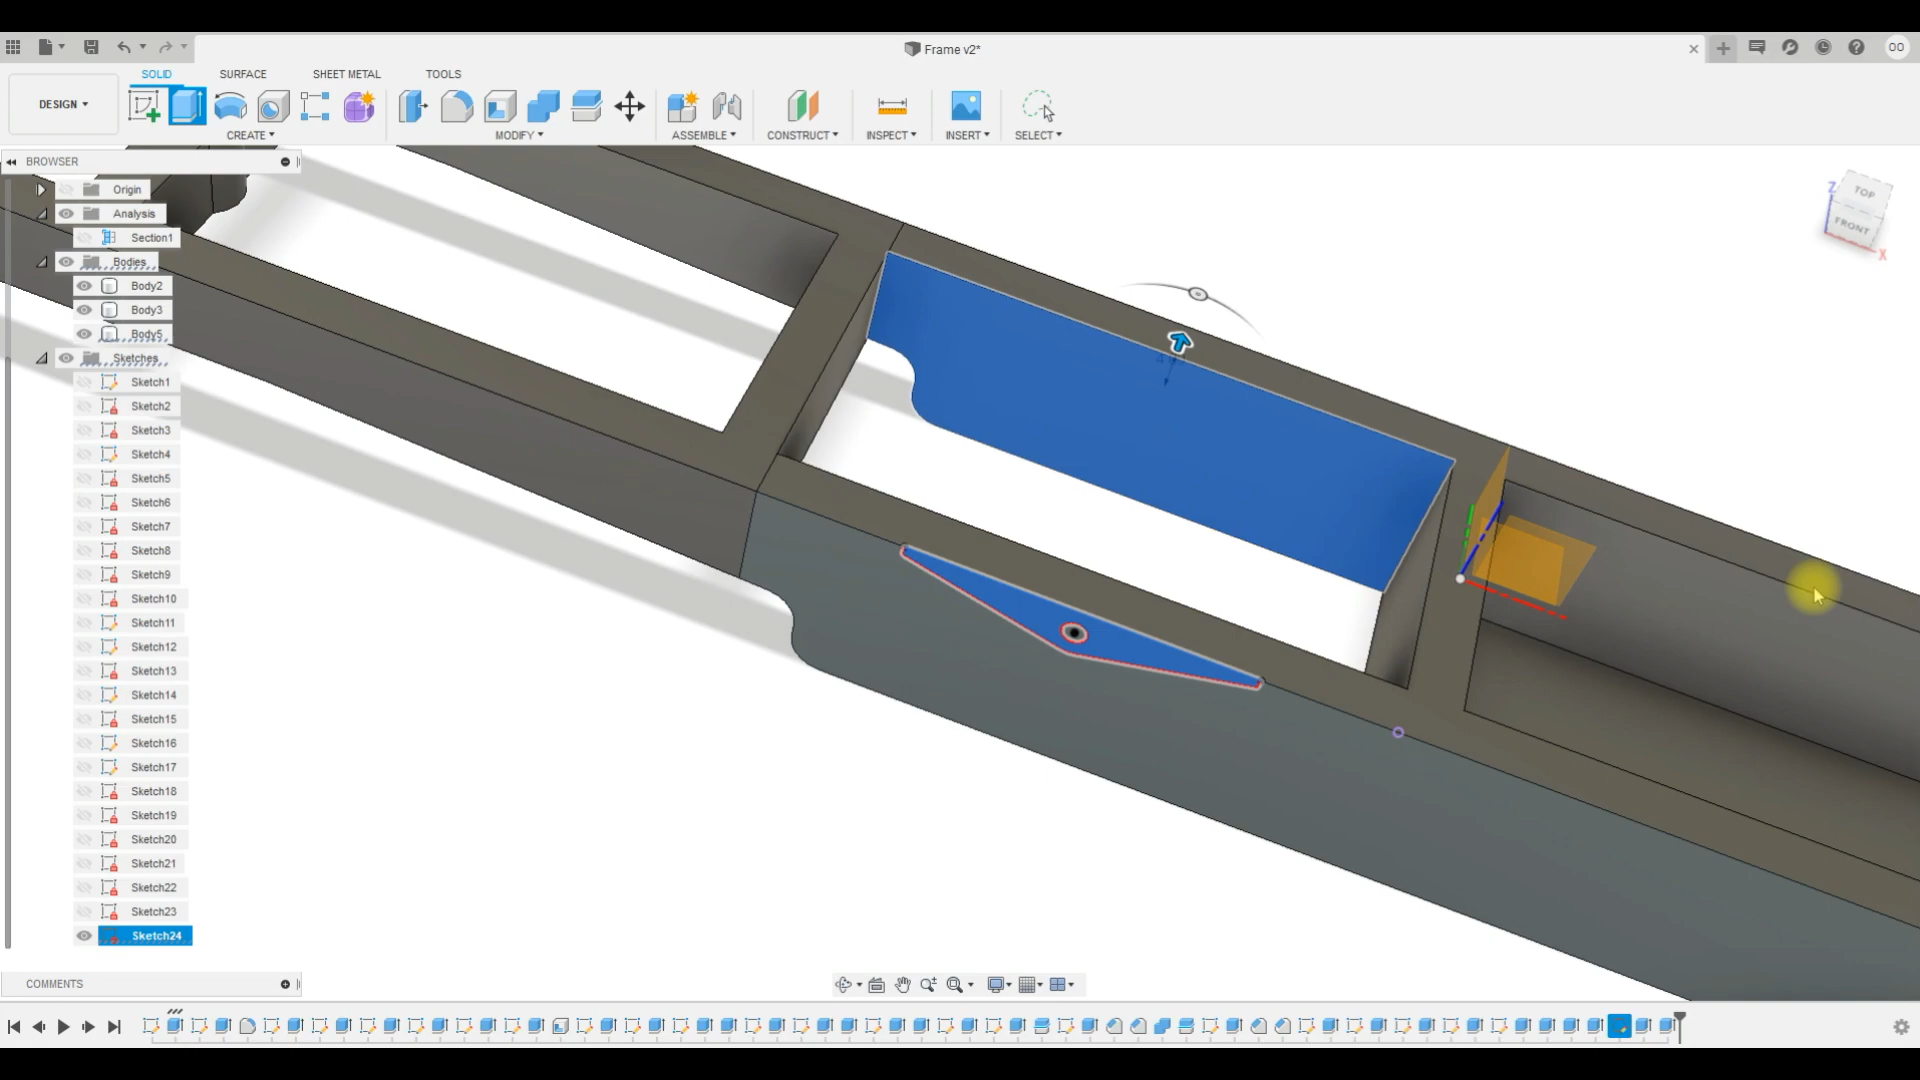 Frame v2*
OO
SOLID
SURFACE
SHEET METAL
TOOLS
DESIGN
CREATE
MODIFY
ASSEMBLE
CONSTRUCT
INSPECT
INSERT
SELECT
BROWSER
Origin
Analysis
Section1
Bodies
Body2
Body3
Body5
Sketches
Sketch1
Sketch2
Sketch3
Sketch4
Sketch5
Sketch6
Sketch7
Sketch8
Sketch9
Sketch10
Sketch11
Sketch12
Sketch13
Sketch14
Sketch15
Sketch16
Sketch17
Sketch18
Sketch19
Sketch20
Sketch21
Sketch22
Sketch23
Sketch24
Z
TOP
FRONT
X
COMMENTS